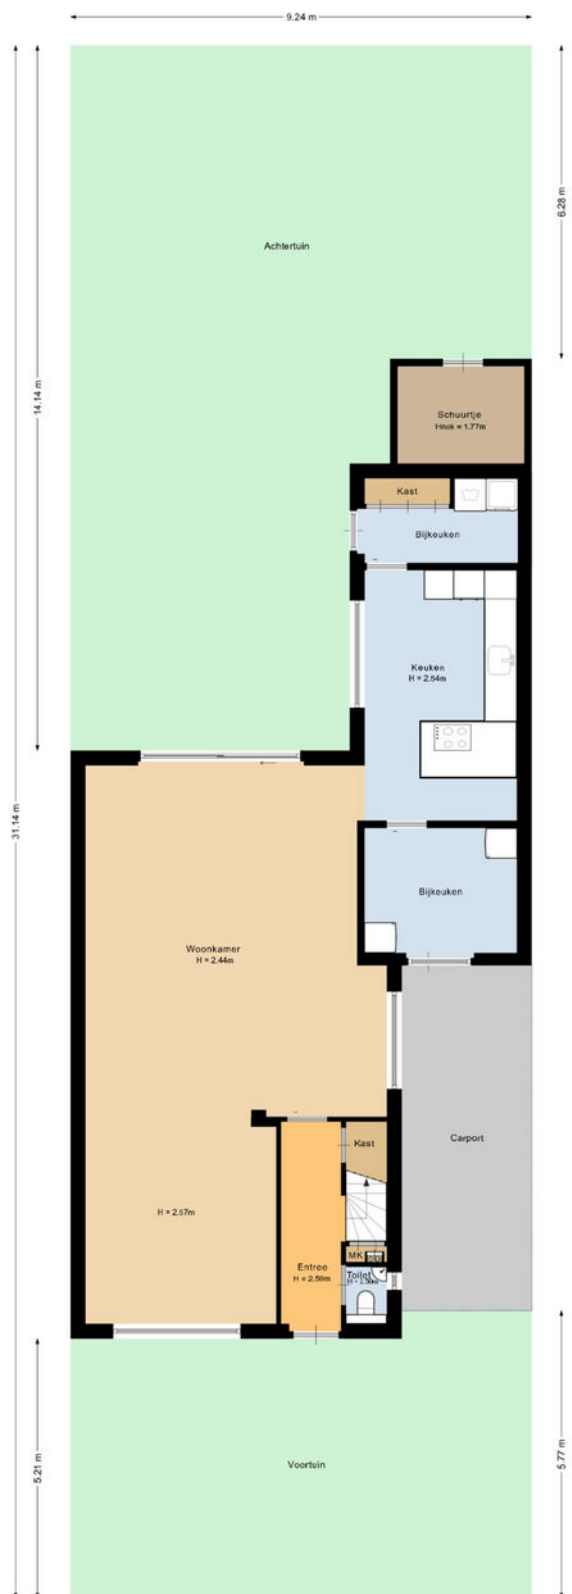 9.24 m
6.28 m
Achtertuin
14.14 m
Schuurtje
Hnok = 1.77m
Kast
Bijkeuken
Keuken
H = 2.54m
31.14 m
Bijkeuken
Woonkamer
H = 2.44m
Carport
Kast
H = 2.57m
MK
Entree
H = 2.59m
Toilet
Voortuin
5.21 m
5.77 m